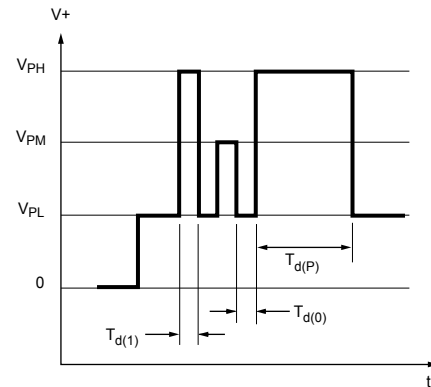 V+
VPH
VPM
VPL
0
Td(P)
Td(0)
Td(1)
t